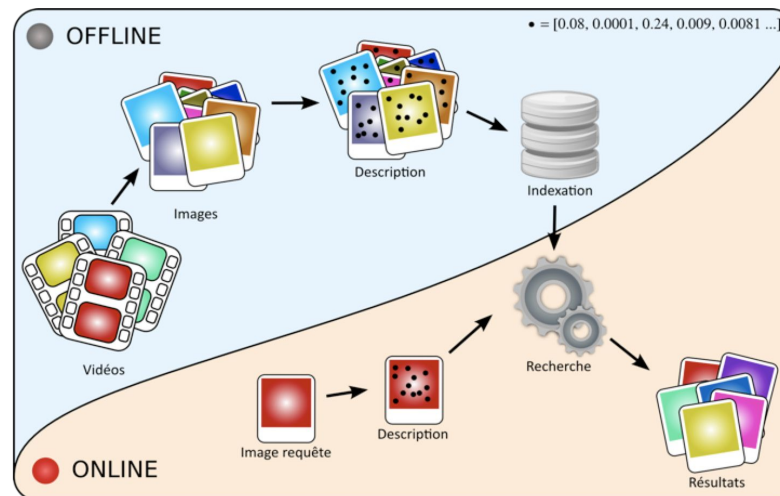 OFFLINE
• = [0.08, 0.0001, 0.24, 0.009, 0.0081 ...]
Description
Indexation
Images
Vidéos
Recherche
Image requête
Description
Résultats
ONLINE